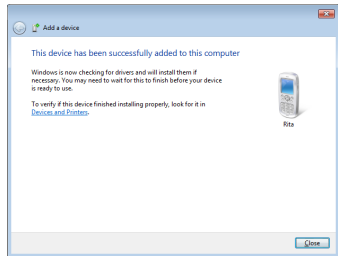 Add a device
This device has been successfully added to this computer
Windows is now checking for drivers and will install them if
necessary. You may need to wait for this to finish before your device
is ready to use.
To verify if this device finished installing properly, look for it in
Devices and Printers.
Rita
Close